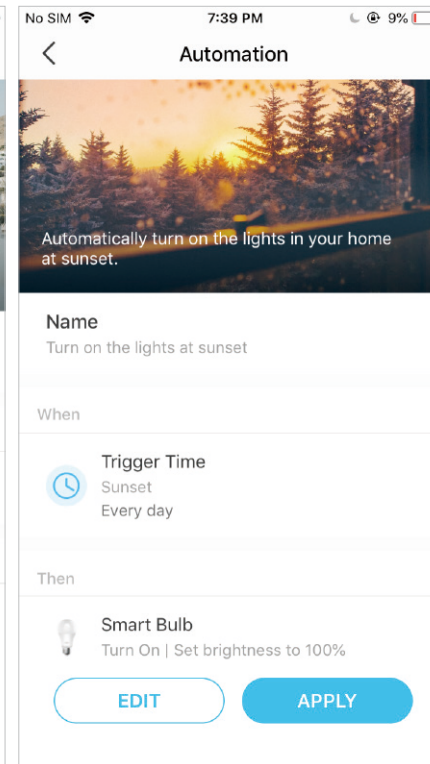 No SIM 7:39 PM 9%
Automation
Automatically turn on the lights in your home
at sunset.
Name
Turn on the lights at sunset
When
Trigger Time
Sunset
Every day
Then
Smart Bulb
Turn On | Set brightness to 100%
EDIT APPLY